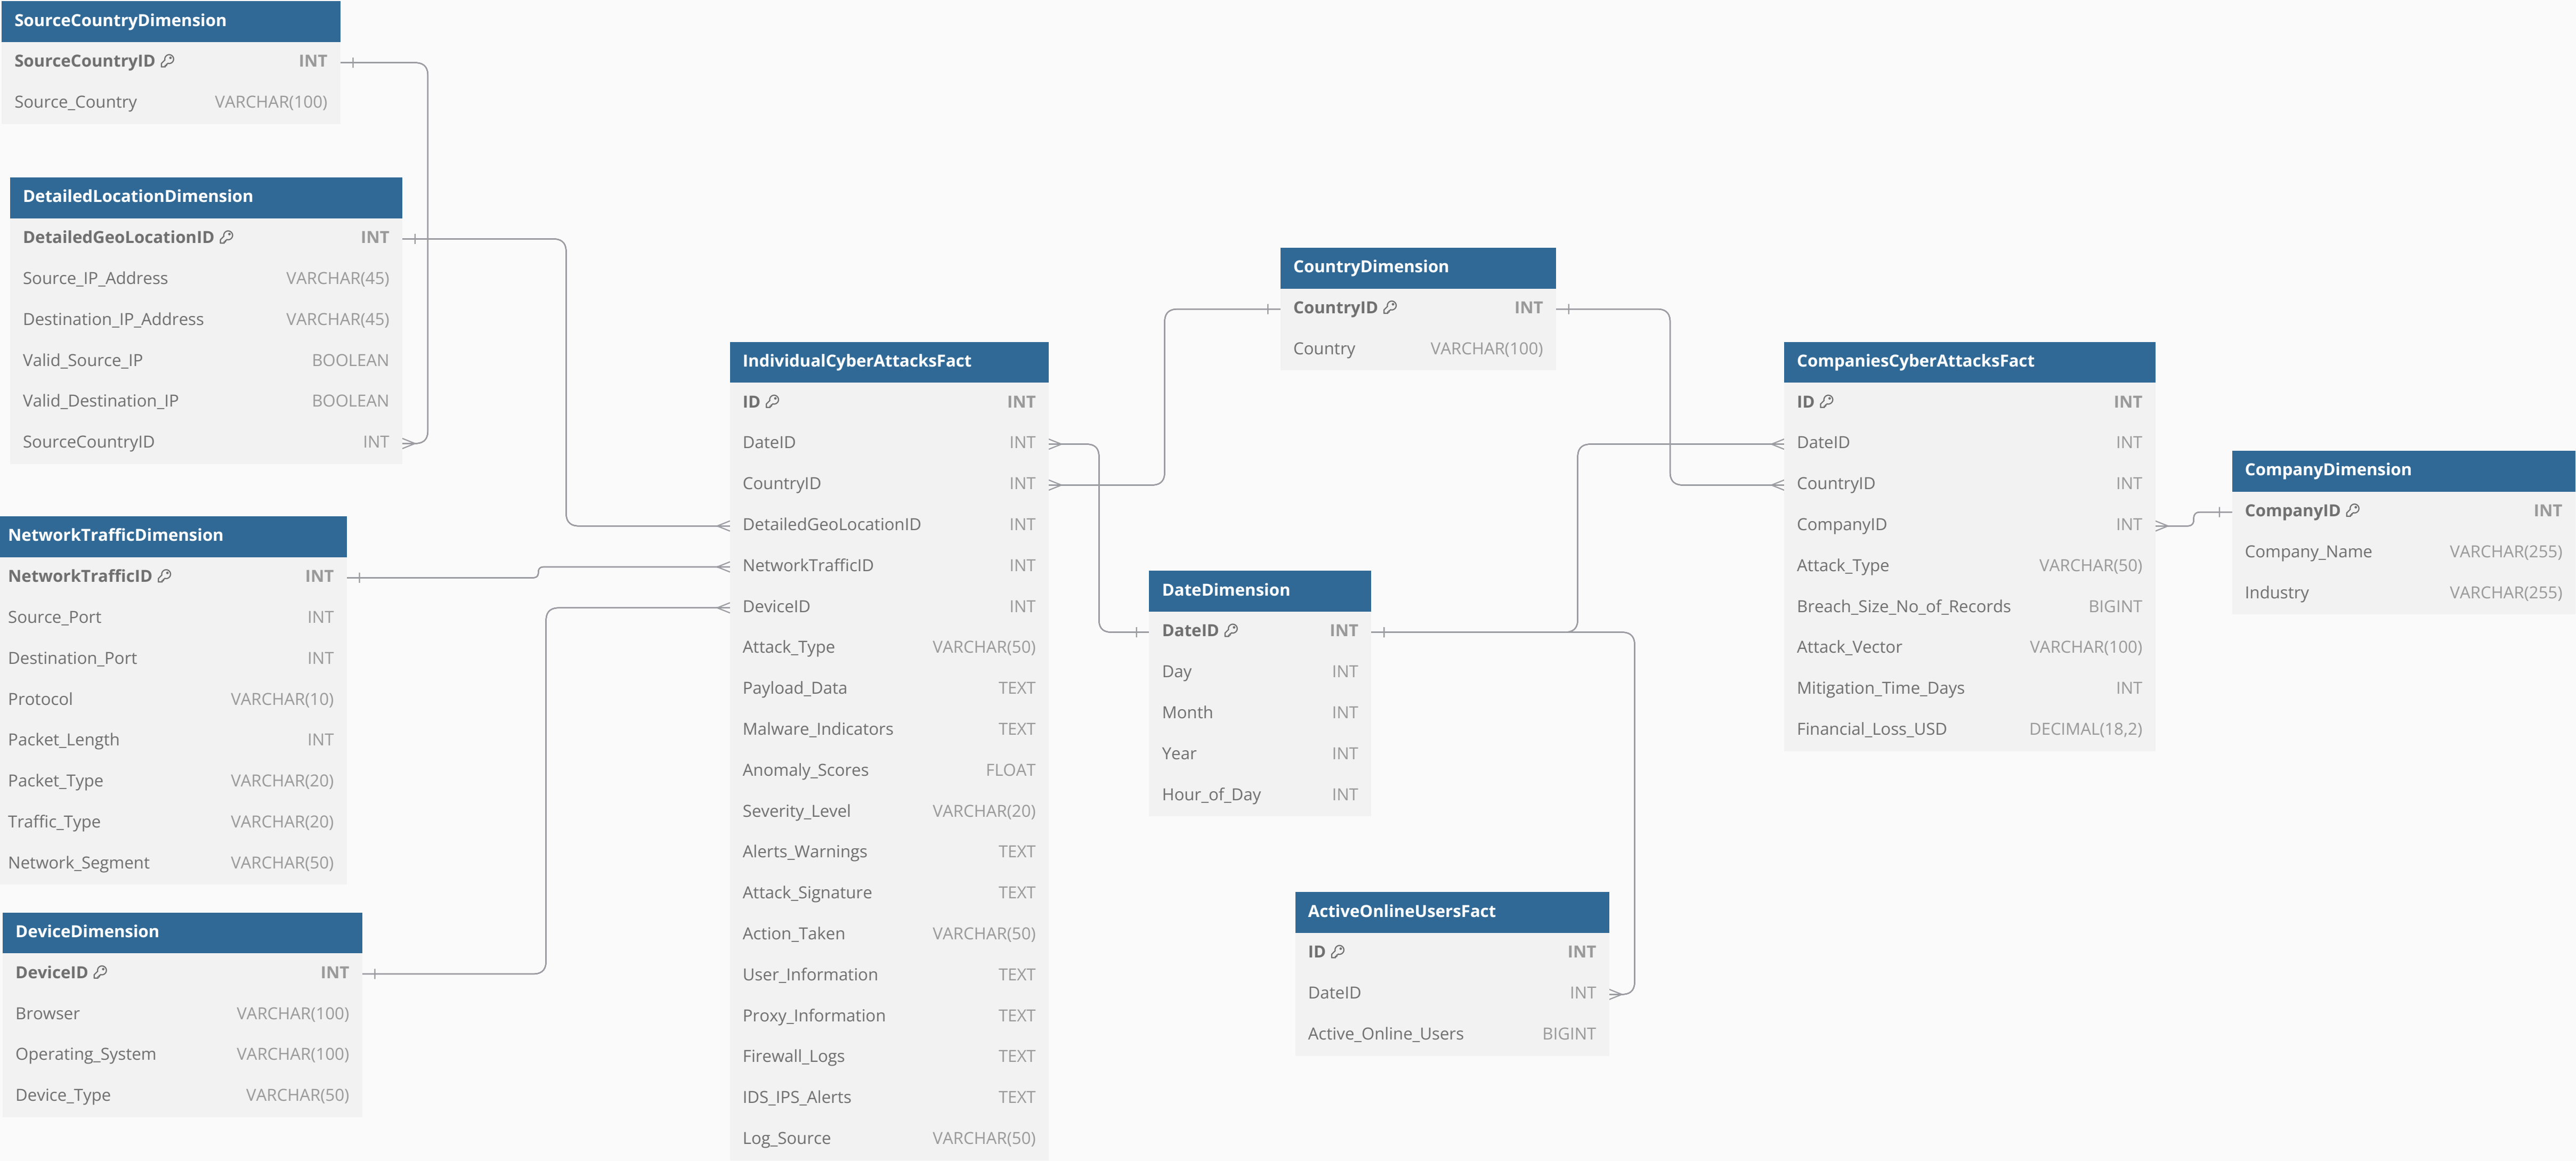 SourceCountryDimension
SourceCountryID INT
Source_Country VARCHAR(100)
DetailedLocationDimension
DetailedGeoLocationID INT
Source_IP_Address VARCHAR(45)
Destination_IP_Address VARCHAR(45)
Valid_Source_IP BOOLEAN
Valid_Destination_IP BOOLEAN
SourceCountryID INT
NetworkTrafficDimension
NetworkTrafficID INT
Source_Port INT
Destination_Port INT
Protocol VARCHAR(10)
Packet_Length INT
Packet_Type VARCHAR(20)
Traffic_Type VARCHAR(20)
Network_Segment VARCHAR(50)
DeviceDimension
DeviceID INT
Browser VARCHAR(100)
Operating_System VARCHAR(100)
Device_Type VARCHAR(50)
IndividualCyberAttacksFact
ID INT
DateID INT
CountryID INT
DetailedGeoLocationID INT
NetworkTrafficID INT
DeviceID INT
Attack_Type VARCHAR(50)
Payload_Data TEXT
Malware_Indicators TEXT
Anomaly_Scores FLOAT
Severity_Level VARCHAR(20)
Alerts_Warnings TEXT
Attack_Signature TEXT
Action_Taken VARCHAR(50)
User_Information TEXT
Proxy_Information TEXT
Firewall_Logs TEXT
IDS_IPS_Alerts TEXT
Log_Source VARCHAR(50)
CountryDimension
CountryID INT
Country VARCHAR(100)
DateDimension
DateID INT
Day INT
Month INT
Year INT
Hour_of_Day INT
ActiveOnlineUsersFact
ID INT
DateID INT
Active_Online_Users BIGINT
CompaniesCyberAttacksFact
ID INT
DateID INT
CountryID INT
CompanyID INT
Attack_Type VARCHAR(50)
Breach_Size_No_of_Records BIGINT
Attack_Vector VARCHAR(100)
Mitigation_Time_Days INT
Financial_Loss_USD DECIMAL(18,2)
CompanyDimension
CompanyID INT
Company_Name VARCHAR(255)
Industry VARCHAR(255)